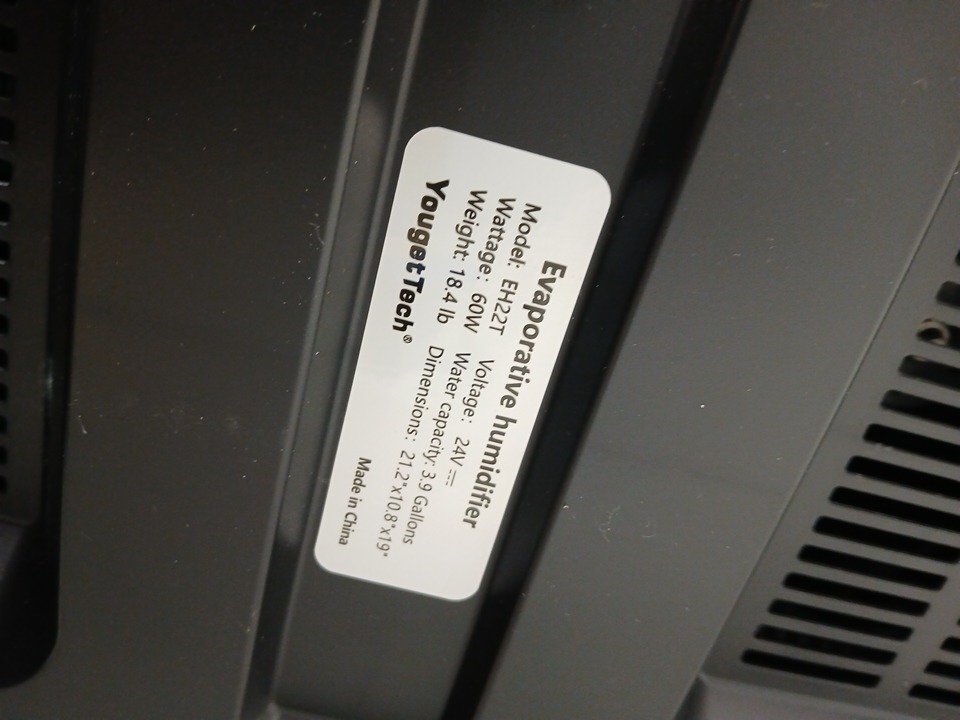 Evaporative humidifier
Model: EH22T Voltage: 24V⎓
Wattage: 60W Water capacity: 3.9 Gallons
Weight: 18.4 lb Dimensions: 21.2"x10.8"x19"
YougetTech®
Made in China